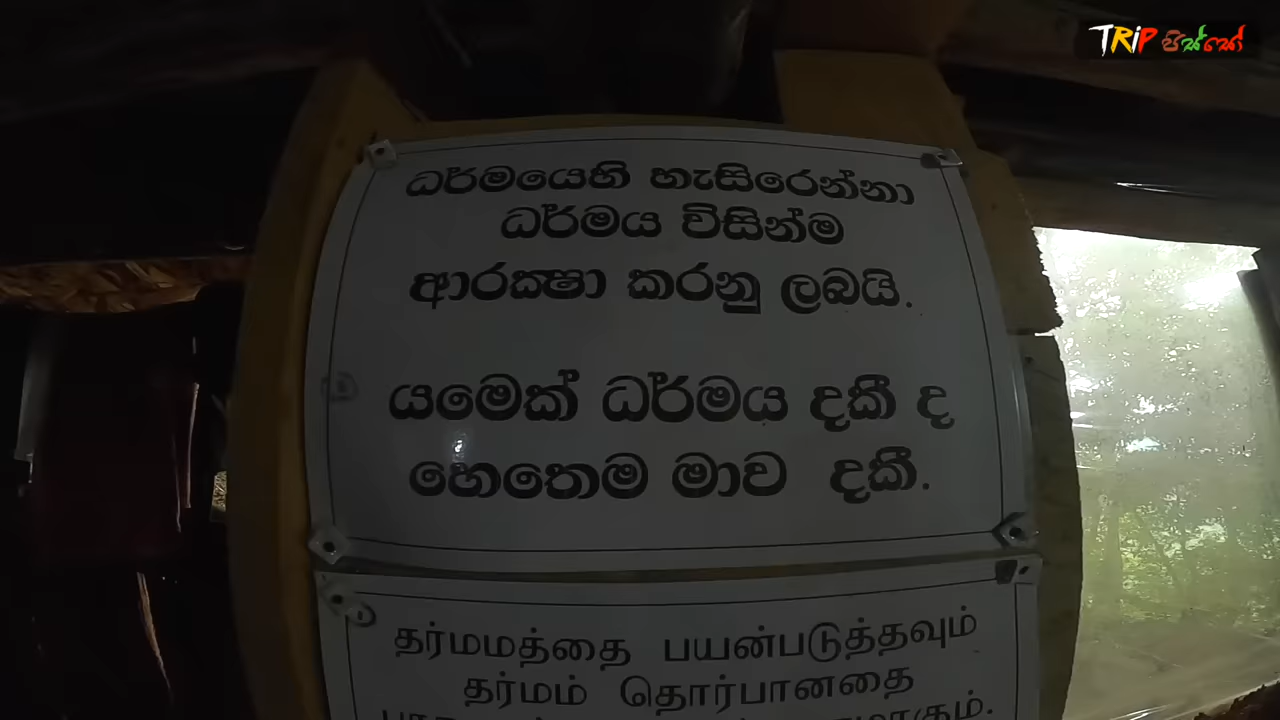 TRiP පිස්සෝ
ධර්මයෙහි හැසිරෙන්නා
ධර්මය විසින්ම
ආරක්‍ෂා කරනු ලබයි.
යමෙක් ධර්මය දකී ද
හෙතෙම මාව දකී.
தர்மமத்தை பயன்படுத்தவும்
தர்மம் தொர்பானதை